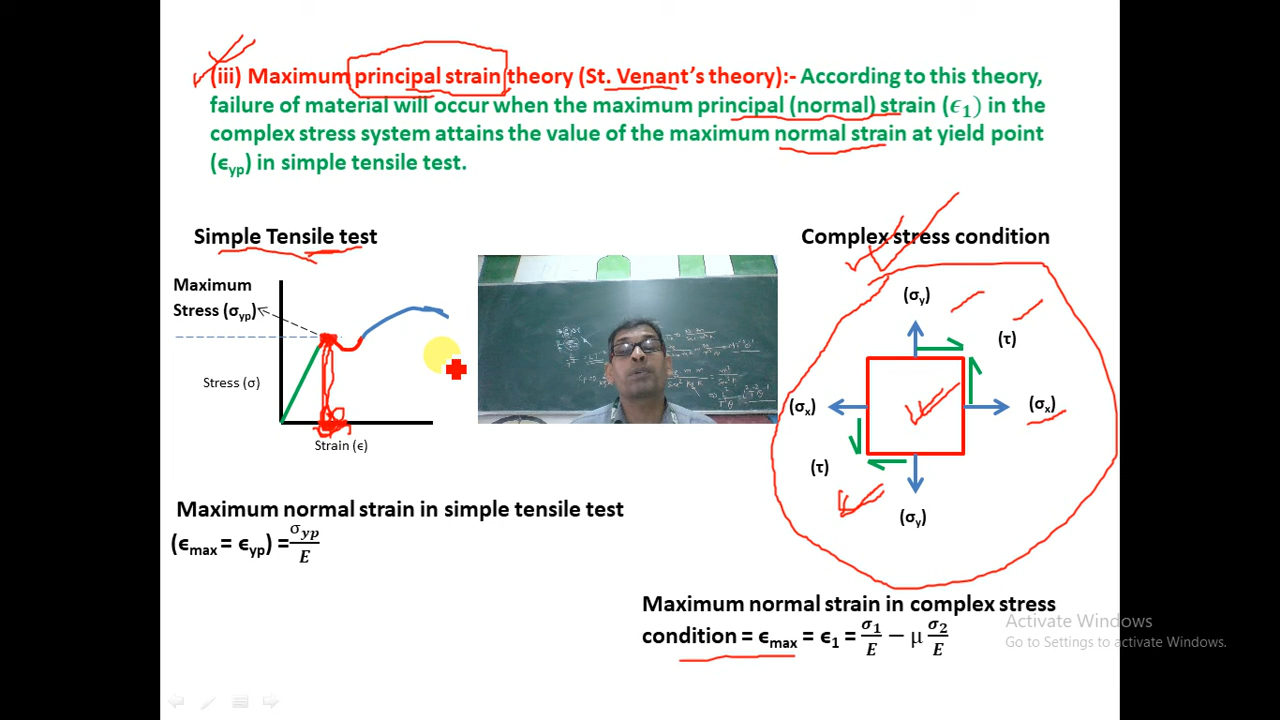 (iii) Maximum principal strain theory (St. Venant's theory):- According to this theory,
failure of material will occur when the maximum principal (normal) strain (ϵ₁) in the
complex stress system attains the value of the maximum normal strain at yield point
(ϵyp) in simple tensile test.
Simple Tensile test
Complex stress condition
Maximum
Stress (σyp)
Stress (σ)
Strain (ϵ)
(σy)
(τ)
(σx)
(σx)
(τ)
(σy)
Maximum normal strain in simple tensile test
(ϵmax = ϵyp) = σyp/E
Maximum normal strain in complex stress
condition = ϵmax = ϵ₁ = σ₁/E − μ σ₂/E
Activate Windows
Go to Settings to activate Windows.